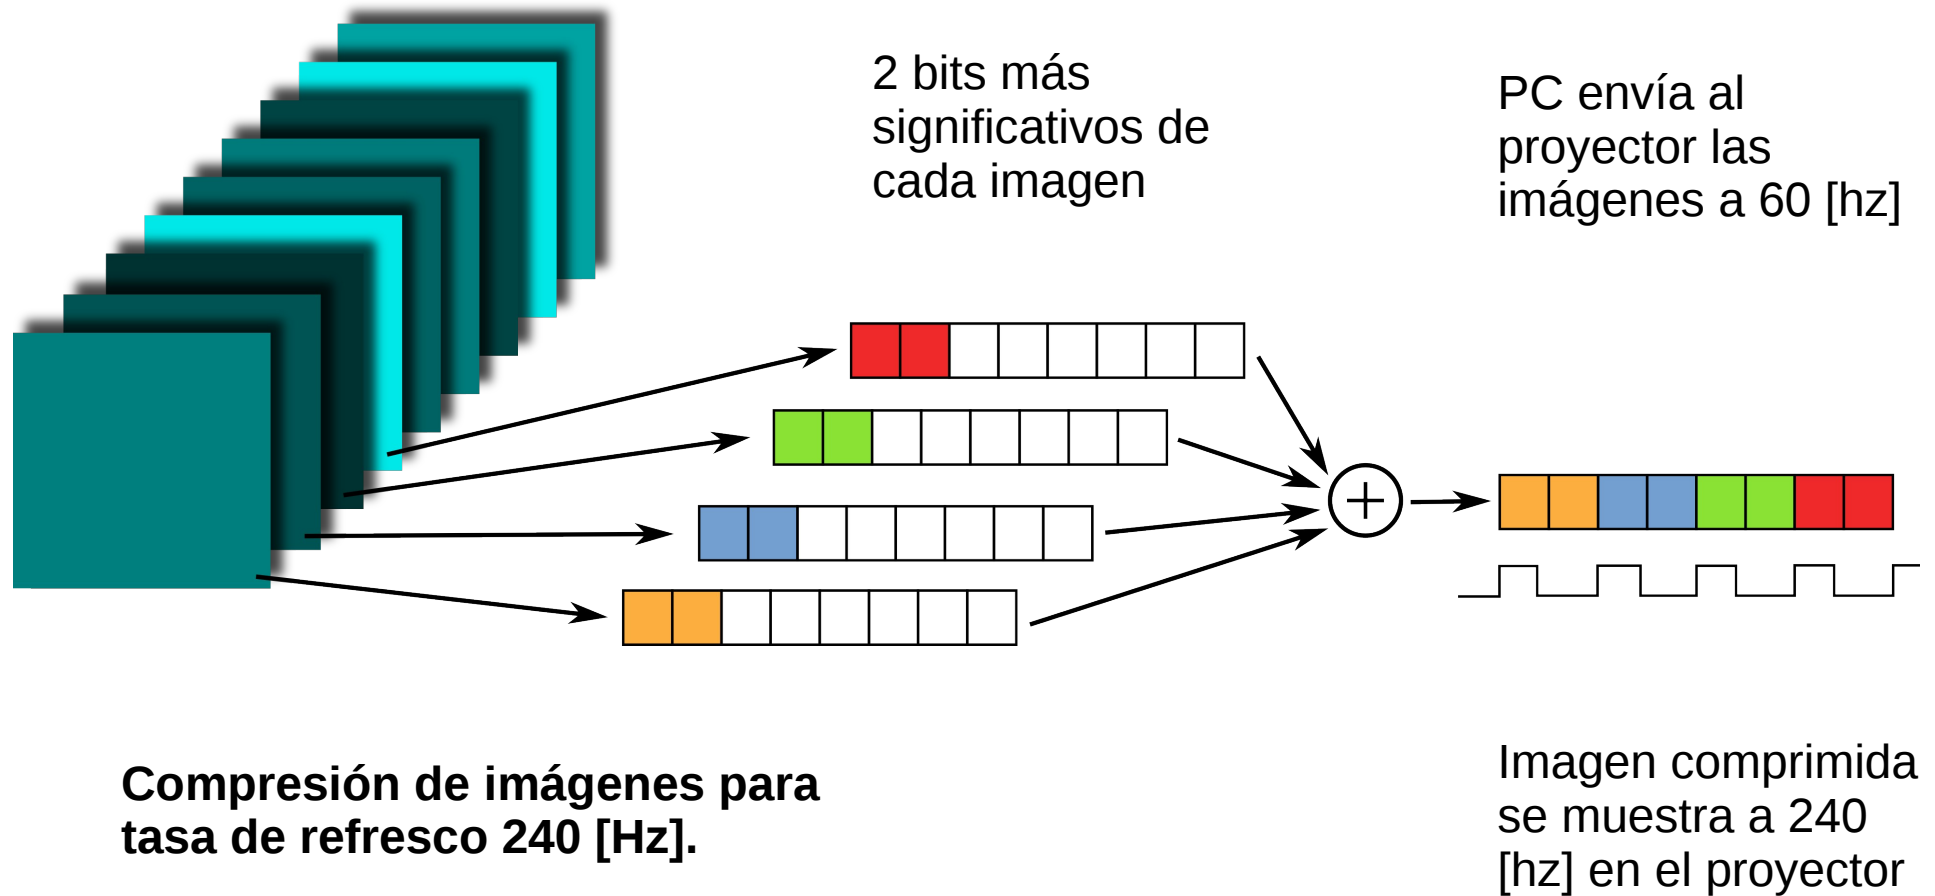 2 bits más
significativos de
cada imagen
PC envía al
proyector las
imágenes a 60 [hz]
Compresión de imágenes para
tasa de refresco 240 [Hz].
Imagen comprimida
se muestra a 240
[hz] en el proyector